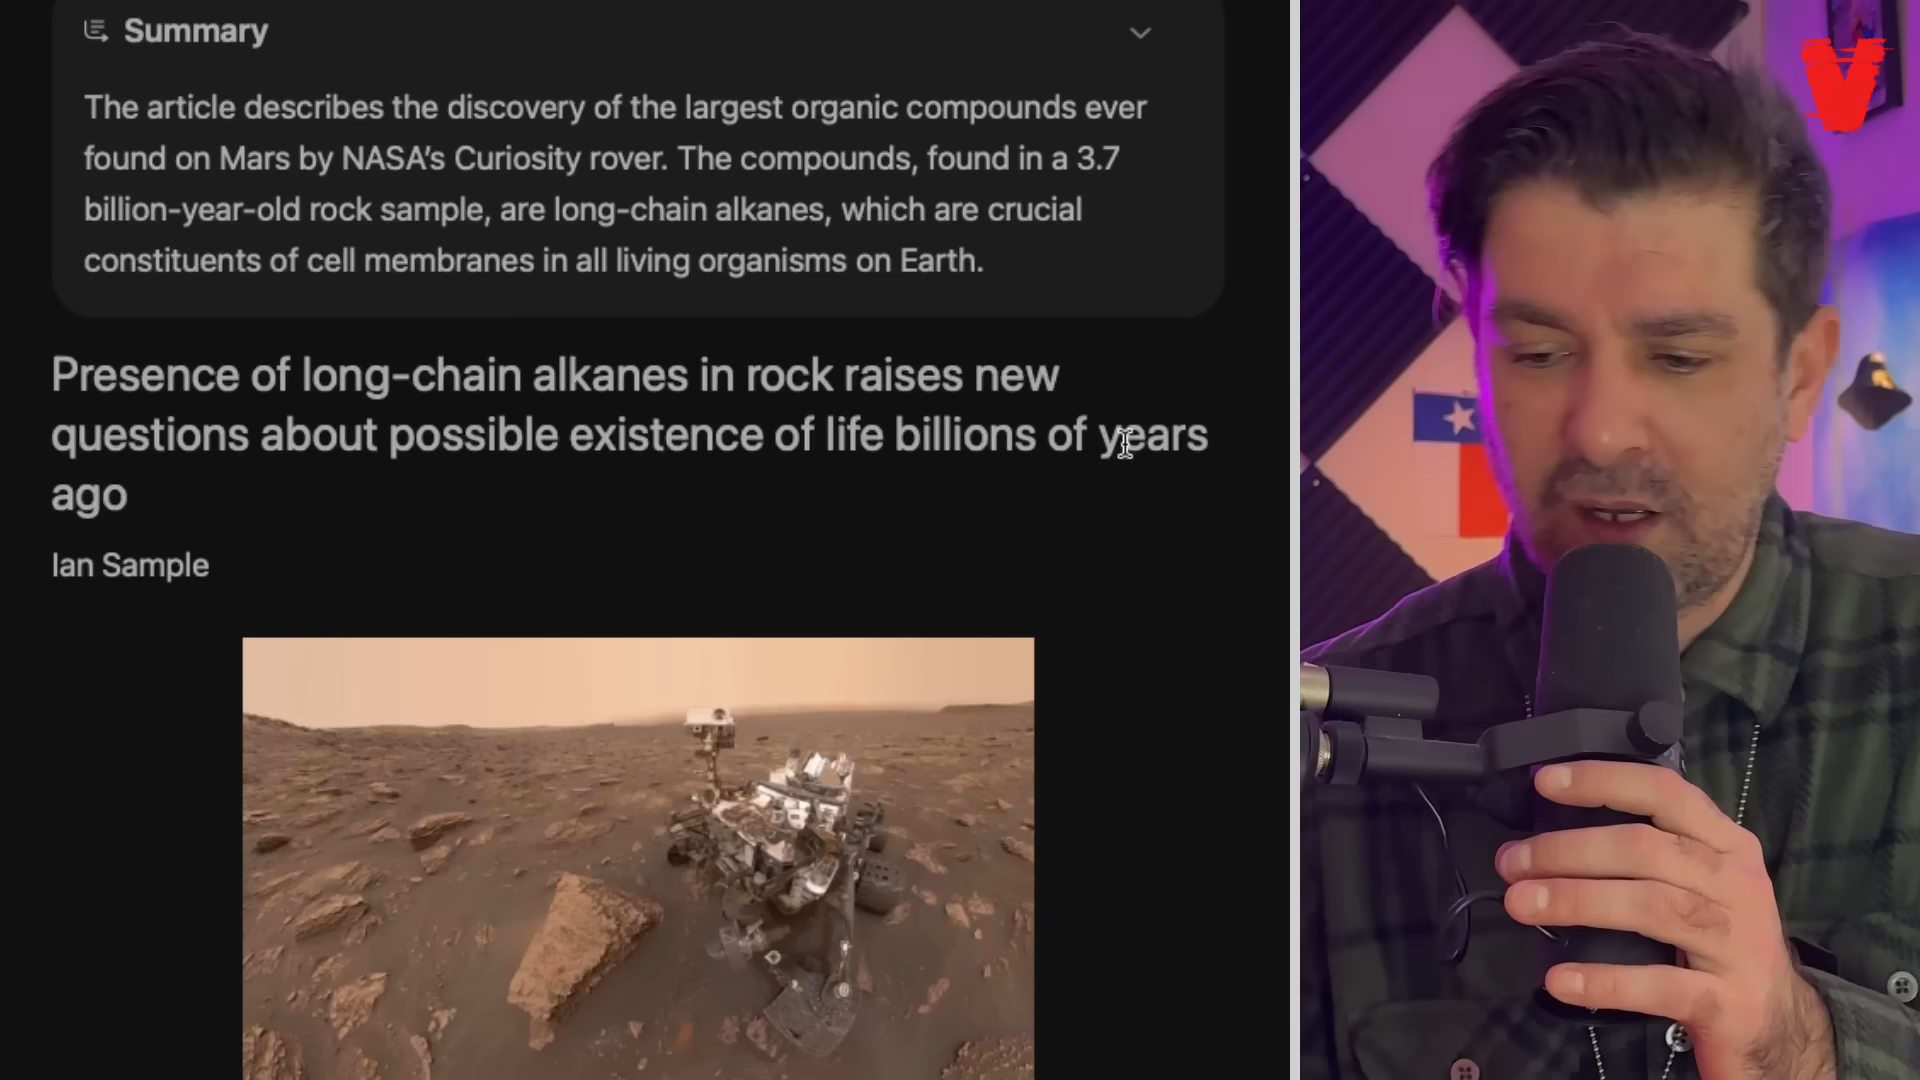 Summary
The article describes the discovery of the largest organic compounds ever
found on Mars by NASA’s Curiosity rover. The compounds, found in a 3.7
billion-year-old rock sample, are long-chain alkanes, which are crucial
constituents of cell membranes in all living organisms on Earth.
Presence of long-chain alkanes in rock raises new
questions about possible existence of life billions of years
ago
Ian Sample
V